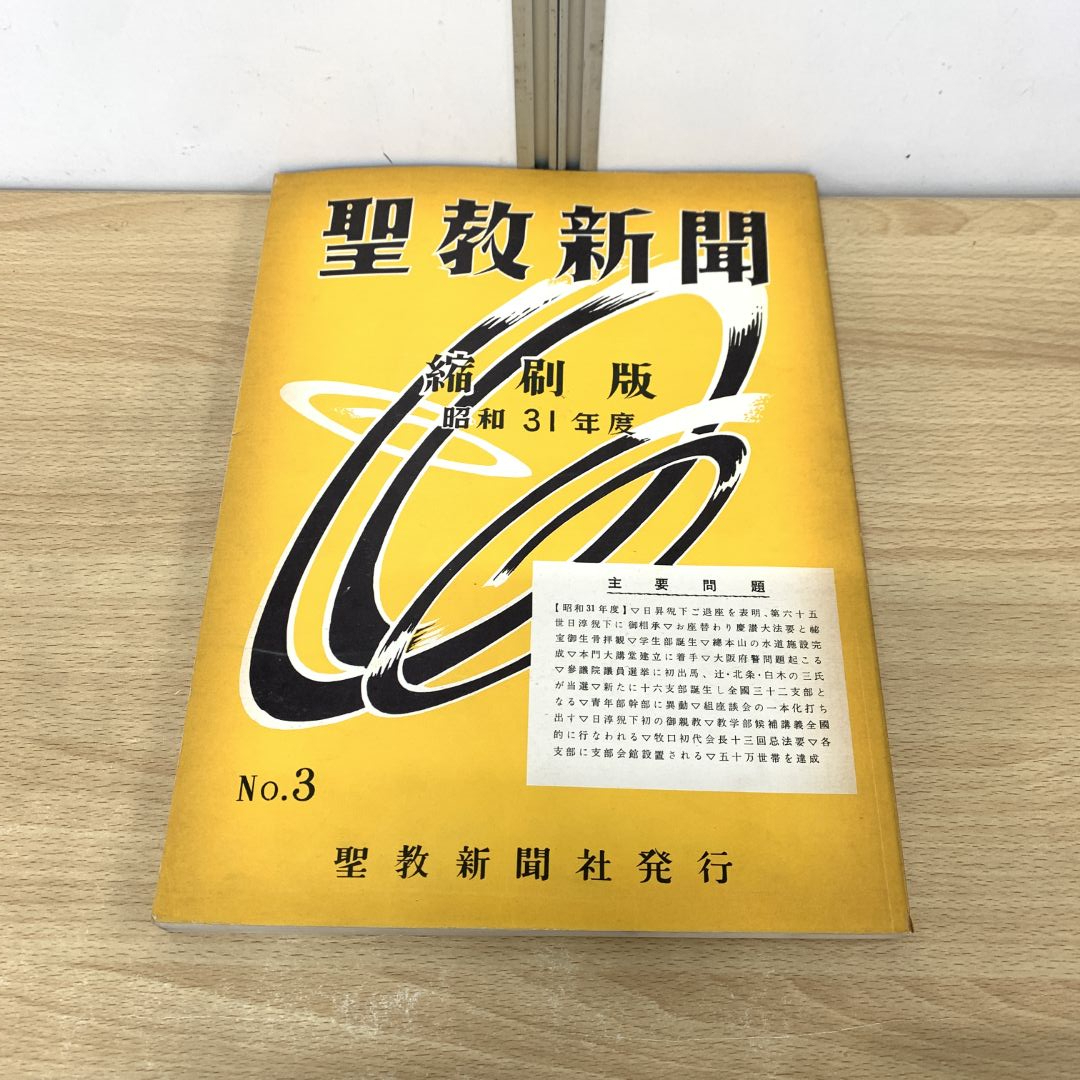 聖教新聞
縮刷版
昭和31年度
主要問題
【昭和31年度】▽日昇猊下ご退座を表明、第六十五
世日淳猊下に御相承▽お座替わり慶讃大法要と秘
宝御生骨拝観▽学生部誕生▽總本山の水道施設完
成▽本門大講堂建立に着手▽大阪府警問題起こる
▽参議院議員選挙に初出馬、辻・北条・白木の三氏
が当選▽新たに十六支部誕生し全國三十二支部と
なる▽青年部幹部に異動▽組座談会の一本化打ち
出す▽日淳猊下初の御親教▽教学部候補講義全國
的に行なわれる▽牧口初代会長十三回忌法要▽各
支部に支部会館設置される▽五十万世帯を達成
No.3
聖教新聞社発行